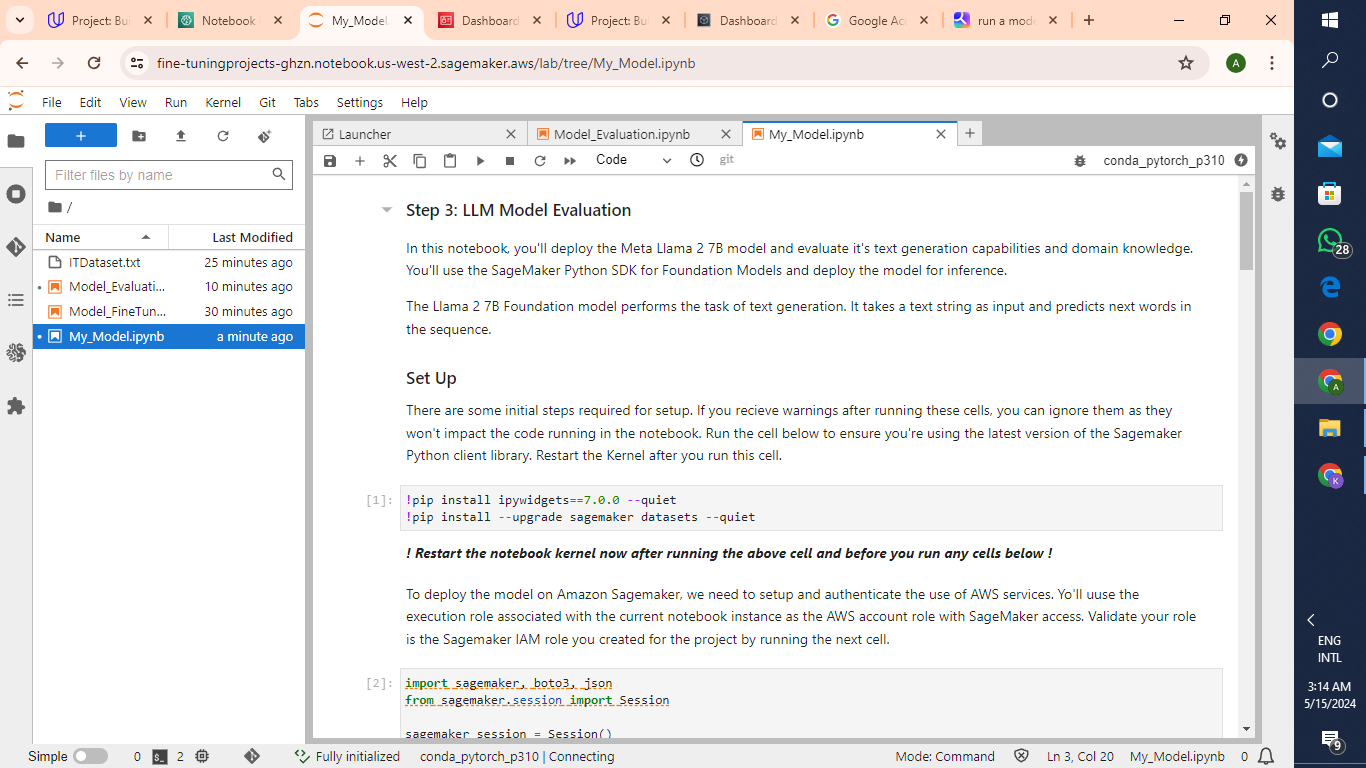 Project: Bui
Notebook
My_Model.
Dashboard
Project: Bui
Dashboard
Google Acc
run a mode
fine-tuningprojects-ghzn.notebook.us-west-2.sagemaker.aws/lab/tree/My_Model.ipynb
A
File Edit View Run Kernel Git Tabs Settings Help
Launcher
Model_Evaluation.ipynb
My_Model.ipynb
Code
git
conda_pytorch_p310
Filter files by name
/
Name Last Modified
ITDataset.txt 25 minutes ago
Model_Evaluati... 10 minutes ago
Model_FineTun... 30 minutes ago
My_Model.ipynb a minute ago
Step 3: LLM Model Evaluation
In this notebook, you'll deploy the Meta Llama 2 7B model and evaluate it's text generation capabilities and domain knowledge.
You'll use the SageMaker Python SDK for Foundation Models and deploy the model for inference.
The Llama 2 7B Foundation model performs the task of text generation. It takes a text string as input and predicts next words in
the sequence.
Set Up
There are some initial steps required for setup. If you recieve warnings after running these cells, you can ignore them as they
won't impact the code running in the notebook. Run the cell below to ensure you're using the latest version of the Sagemaker
Python client library. Restart the Kernel after you run this cell.
[1]: !pip install ipywidgets==7.0.0 --quiet
!pip install --upgrade sagemaker datasets --quiet
! Restart the notebook kernel now after running the above cell and before you run any cells below !
To deploy the model on Amazon Sagemaker, we need to setup and authenticate the use of AWS services. Yo'll uuse the
execution role associated with the current notebook instance as the AWS account role with SageMaker access. Validate your role
is the Sagemaker IAM role you created for the project by running the next cell.
[2]: import sagemaker, boto3, json
from sagemaker.session import Session
sagemaker_session = Session()
Simple 0 2 Fully initialized conda_pytorch_p310 | Connecting Mode: Command Ln 3, Col 20 My_Model.ipynb 0
28
A
K
ENG
INTL
3:14 AM
5/15/2024
9